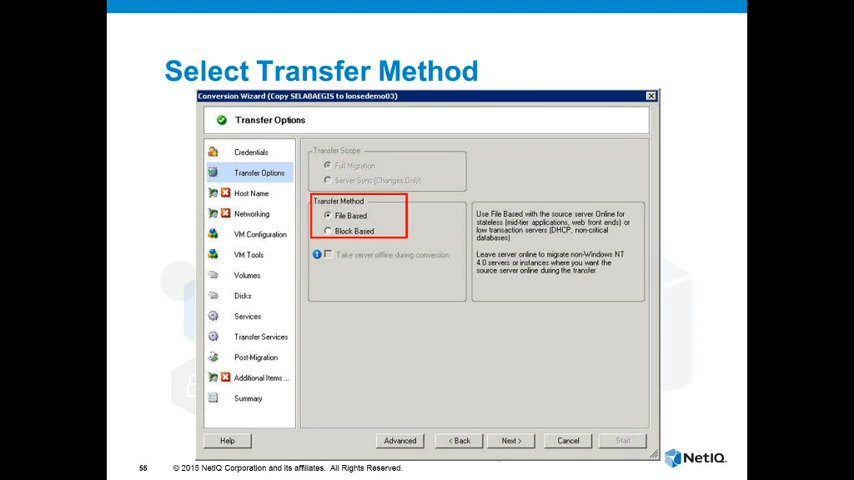 Select Transfer Method
Conversion Wizard (Copy SELABAEGIS to lonsedemo03)
Transfer Options
Credentials
Transfer Options
Host Name
Networking
VM Configuration
VM Tools
Volumes
Disks
Services
Transfer Services
Post-Migration
Additional Items ...
Summary
Transfer Scope
Full Migration
Server Sync (Changes Only)
Transfer Method
File Based
Block Based
Take server offline during conversion
Use File Based with the source server Online for
stateless (mid-tier applications, web front ends) or
low transaction servers (DHCP, non-critical
databases)
Leave server online to migrate non-Windows NT
4.0 servers or instances where you want the
source server online during the transfer
Help
Advanced
< Back
Next >
Cancel
Start
55
© 2015 NetIQ Corporation and its affiliates. All Rights Reserved.
NetIQ.